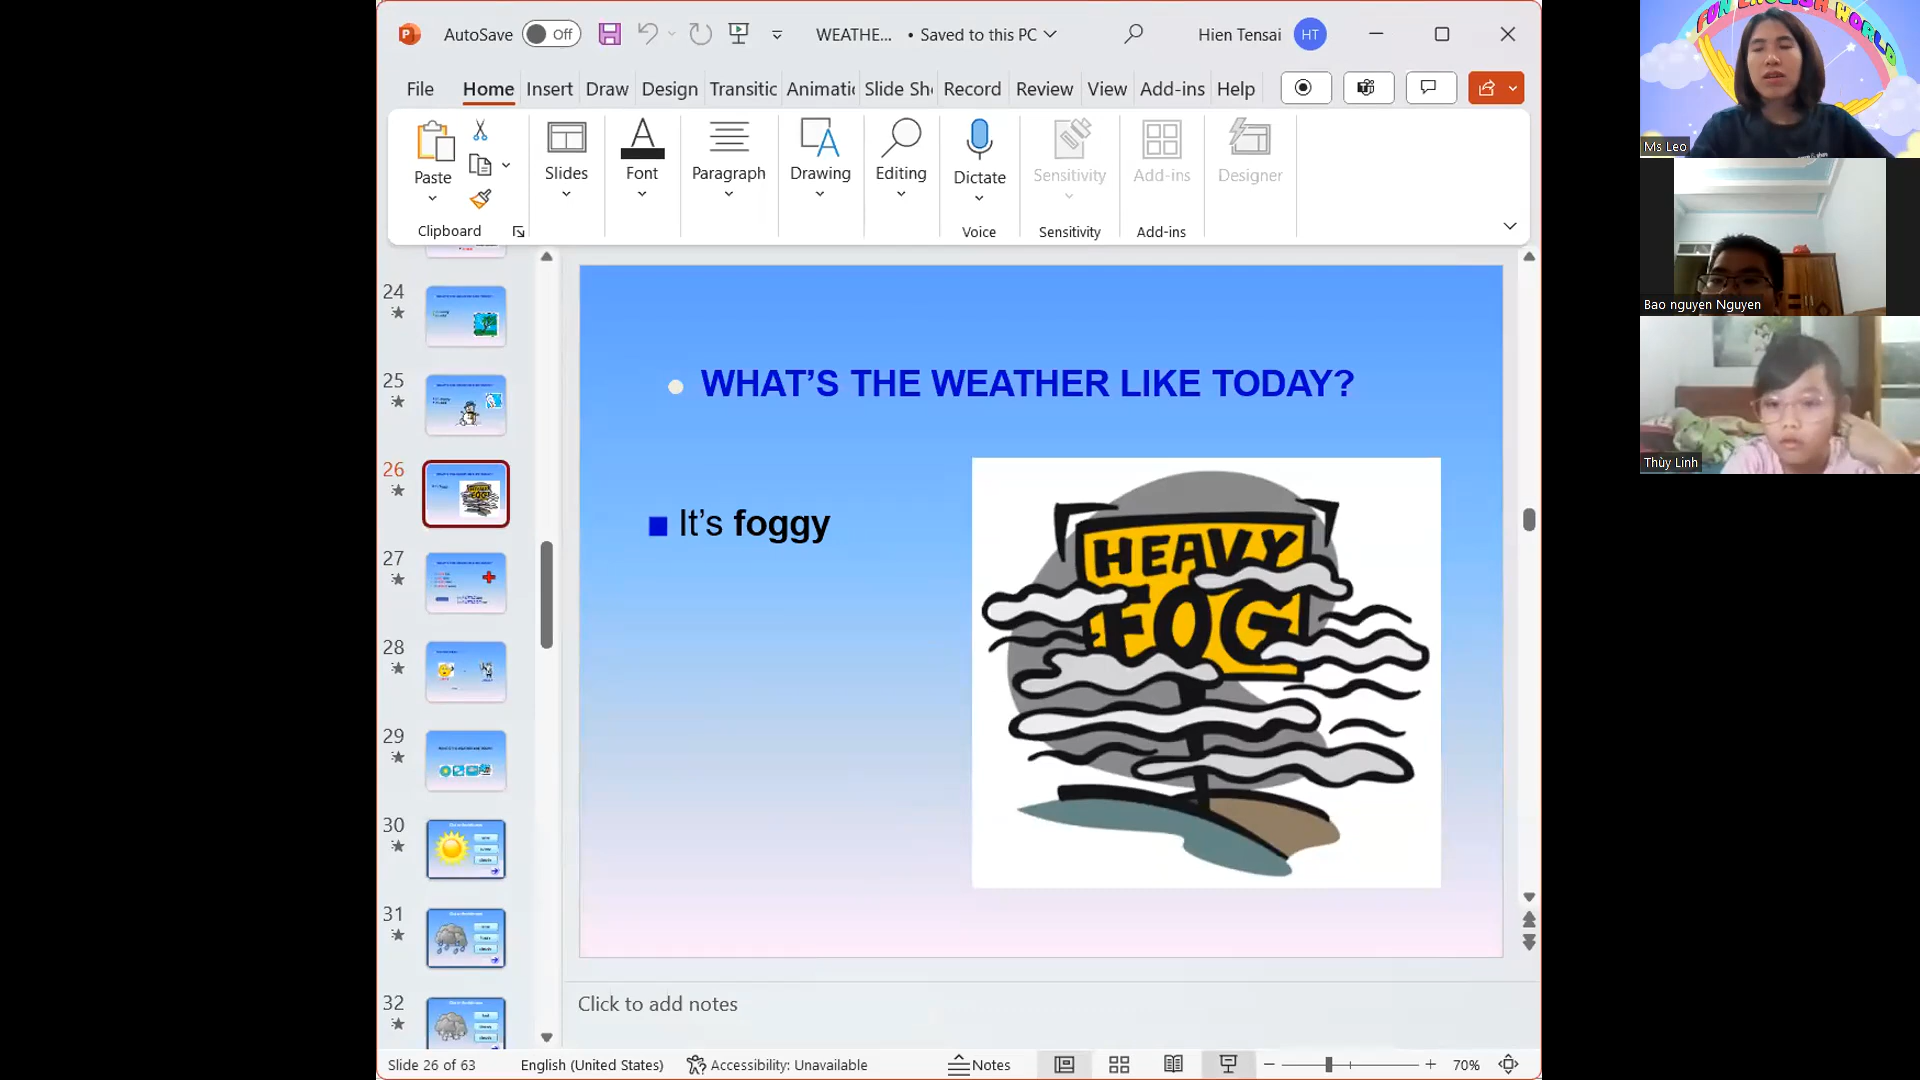 AutoSave Off WEATHE... • Saved to this PC Hien Tensai HT
File Home Insert Draw Design Transitic Animatic Slide Sh Record Review View Add-ins Help
Paste
Slides
Font
Paragraph
Drawing
Editing
Dictate
Sensitivity
Add-ins
Designer
Clipboard
Voice
Sensitivity
Add-ins
24
25
26
27
28
29
30
31
32
WHAT'S THE WEATHER LIKE TODAY?
It's foggy
HEAVY
FOG
Click to add notes
Slide 26 of 63 English (United States) Accessibility: Unavailable Notes 70%
FUN ENGLISH WORLD
Ms Leo
Bao nguyen Nguyen
Thùy Linh